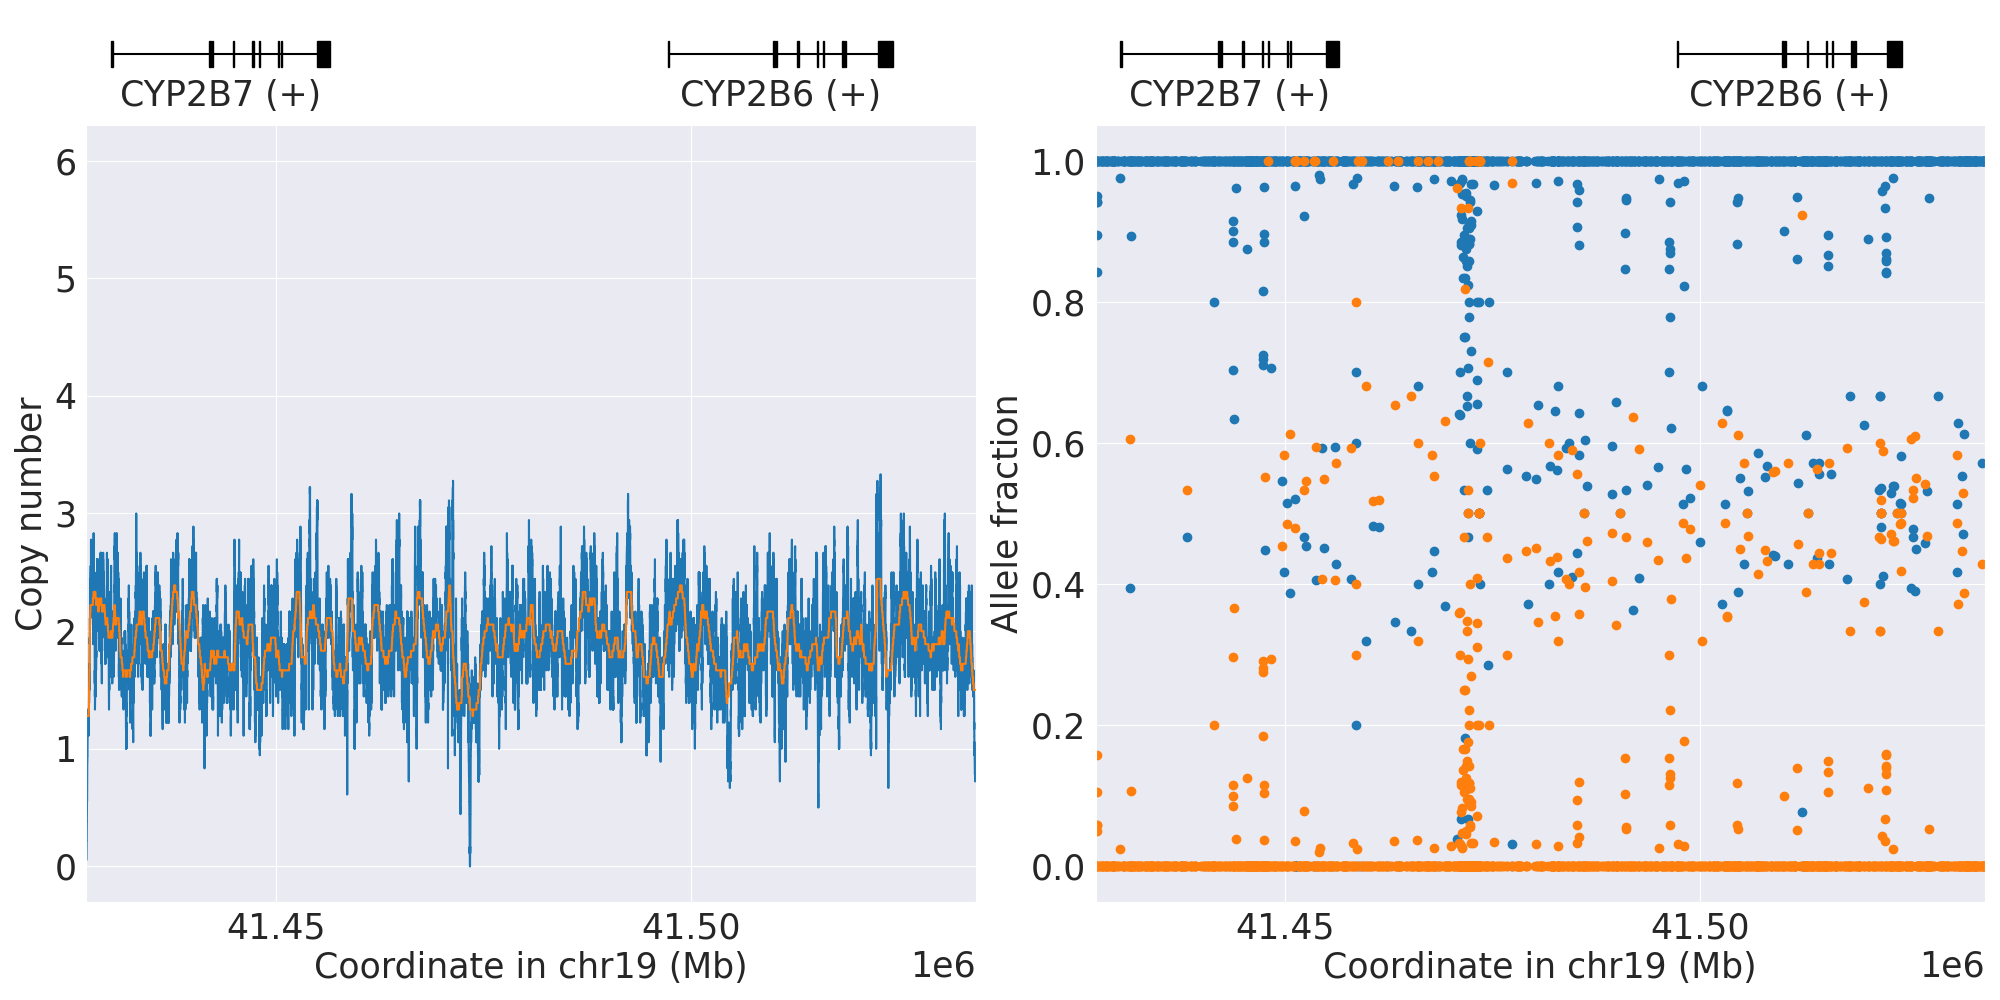 CYP2B7 (+) CYP2B6 (+)
Copy number
6
5
4
3
2
1
0
41.45 41.50
Coordinate in chr19 (Mb) 1e6
CYP2B7 (+) CYP2B6 (+)
Allele fraction
1.0
0.8
0.6
0.4
0.2
0.0
41.45 41.50
Coordinate in chr19 (Mb) 1e6